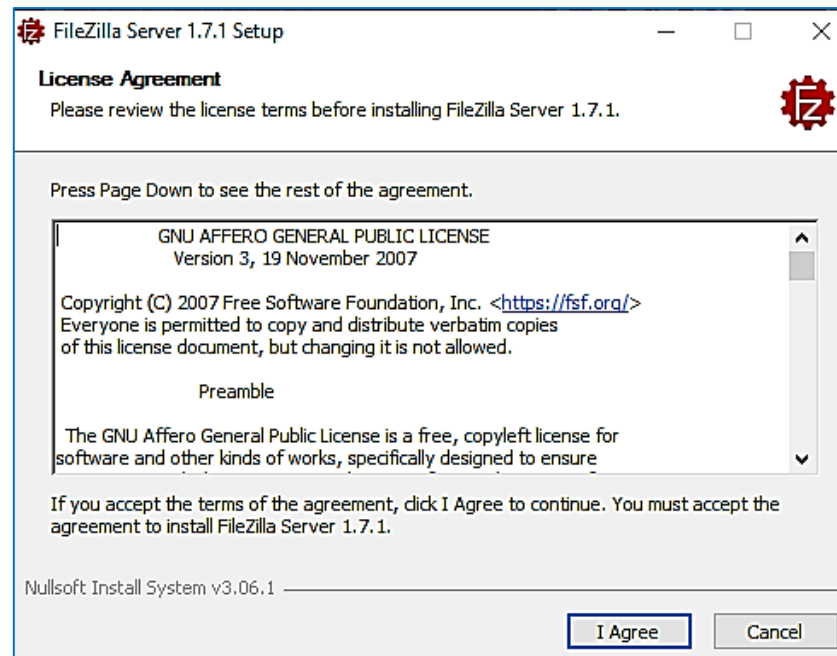 FileZilla Server 1.7.1 Setup
License Agreement
Please review the license terms before installing FileZilla Server 1.7.1.
Fz
Press Page Down to see the rest of the agreement.
GNU AFFERO GENERAL PUBLIC LICENSE
Version 3, 19 November 2007
Copyright (C) 2007 Free Software Foundation, Inc. <https://fsf.org/>
Everyone is permitted to copy and distribute verbatim copies
of this license document, but changing it is not allowed.
Preamble
The GNU Affero General Public License is a free, copyleft license for
software and other kinds of works, specifically designed to ensure
If you accept the terms of the agreement, click I Agree to continue. You must accept the
agreement to install FileZilla Server 1.7.1.
Nullsoft Install System v3.06.1
I Agree
Cancel